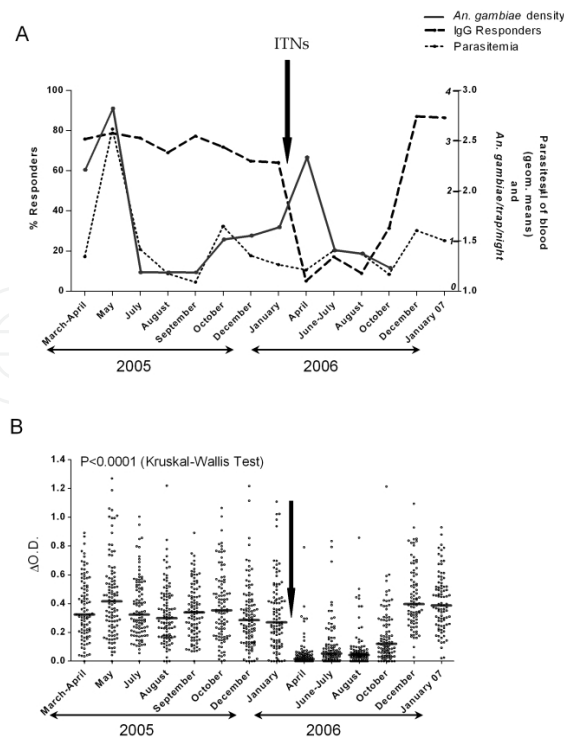 A
ITNs
An. gambiae density
IgG Responders
Parasitemia
% Responders
100
80
60
40
20
0
4
3
2
1
0
3.0
2.5
2.0
1.5
1.0
An. gambiae/trap/night
and
(geom. means)
Parasites/µl of blood
March-April
May
July
August
September
October
December
January
April
June-July
August
October
December
January 07
2005
2006
B
P<0.0001 (Kruskal-Wallis Test)
ΔO.D.
1.4
1.2
1.0
0.8
0.6
0.4
0.2
0.0
March-April
May
July
August
September
October
December
January
April
June-July
August
October
December
January 07
2005
2006